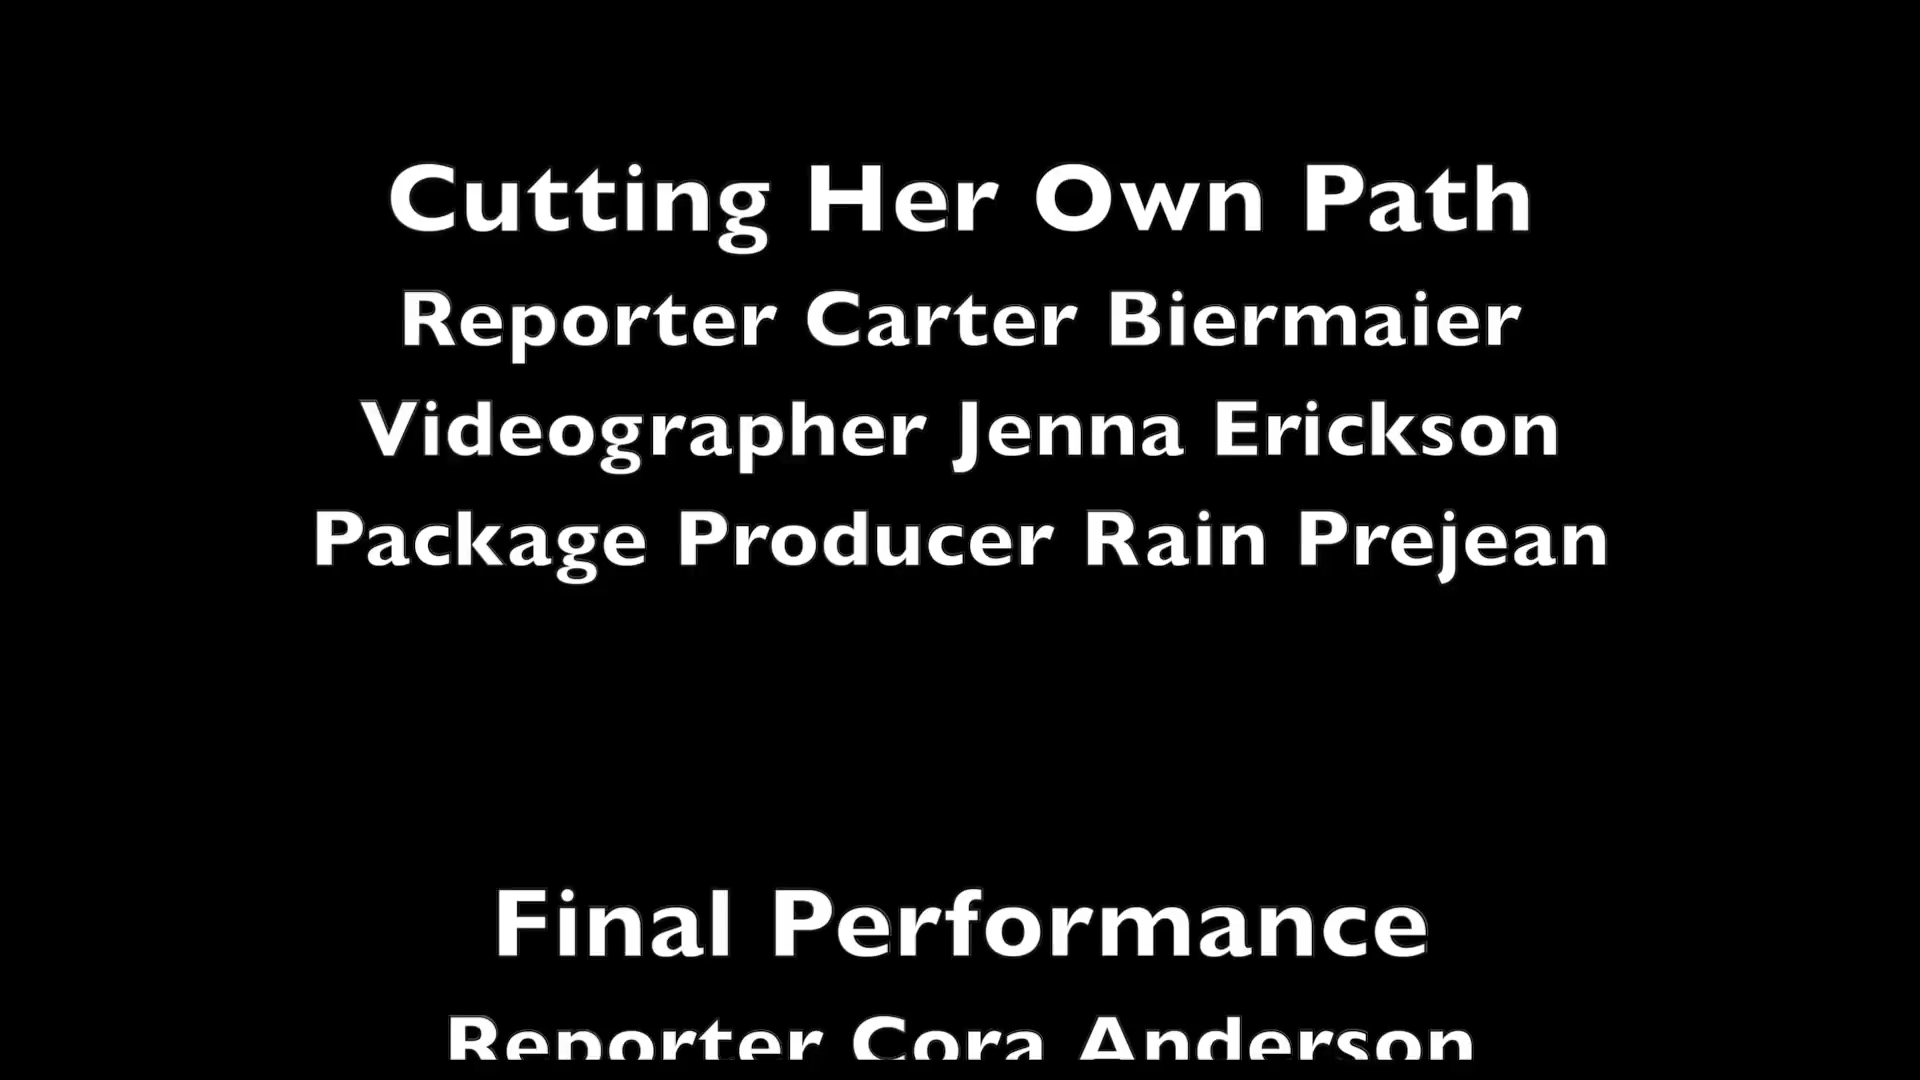 Cutting Her Own Path
Reporter Carter Biermaier
Videographer Jenna Erickson
Package Producer Rain Prejean
Final Performance
Reporter Cora Anderson